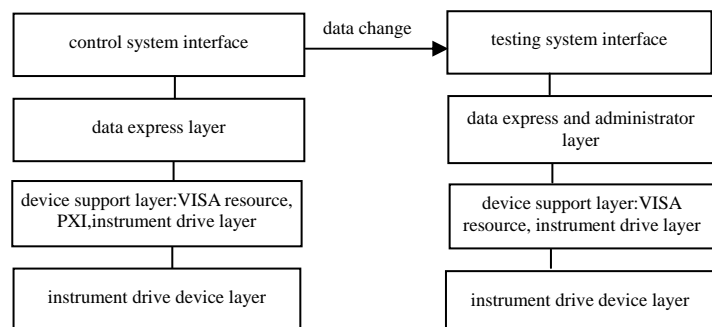 control system interface
data change
testing system interface
data express layer
data express and administrator
layer
device support layer:VISA resource,
PXI,instrument drive layer
device support layer:VISA
resource, instrument drive layer
instrument drive device layer
instrument drive device layer